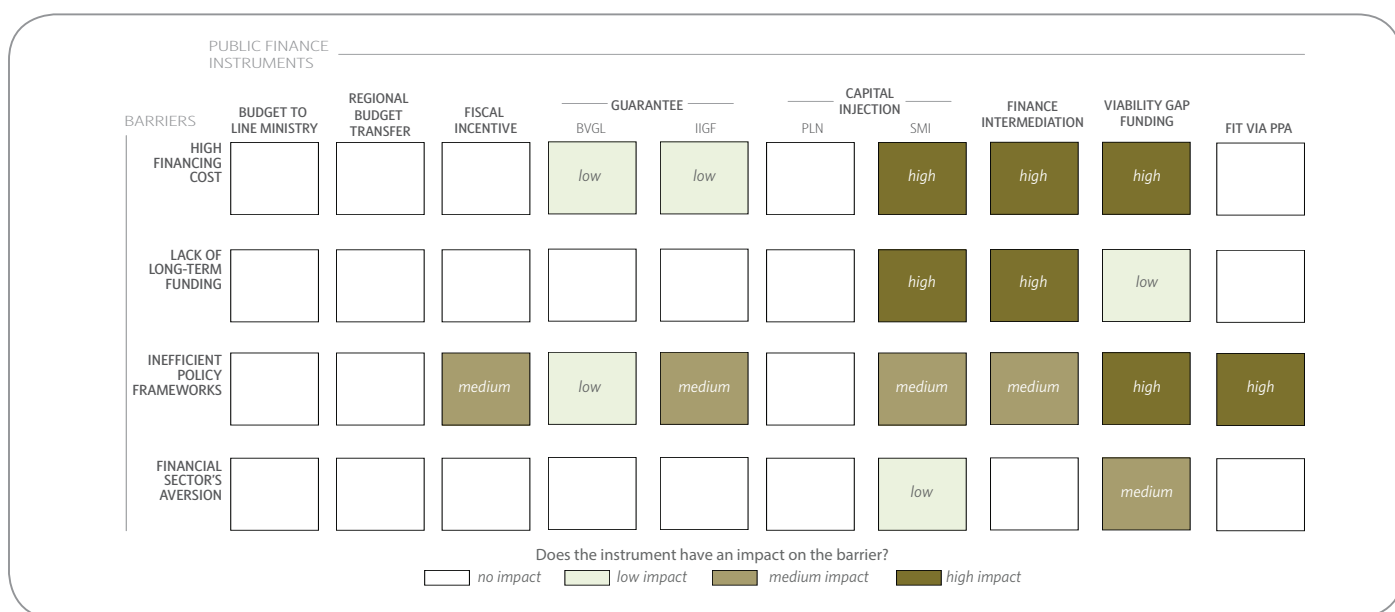 PUBLIC FINANCE
INSTRUMENTS
BARRIERS
BUDGET TO
LINE MINISTRY
REGIONAL
BUDGET
TRANSFER
FISCAL
INCENTIVE
GUARANTEE
BVGL
IIGF
CAPITAL
INJECTION
PLN
SMI
FINANCE
INTERMEDIATION
VIABILITY GAP
FUNDING
FIT VIA PPA
HIGH
FINANCING
COST
low
low
high
high
high
LACK OF
LONG-TERM
FUNDING
high
high
low
INEFFICIENT
POLICY
FRAMEWORKS
medium
low
medium
medium
medium
high
high
FINANCIAL
SECTOR'S
AVERSION
low
medium
Does the instrument have an impact on the barrier?
no impact
low impact
medium impact
high impact